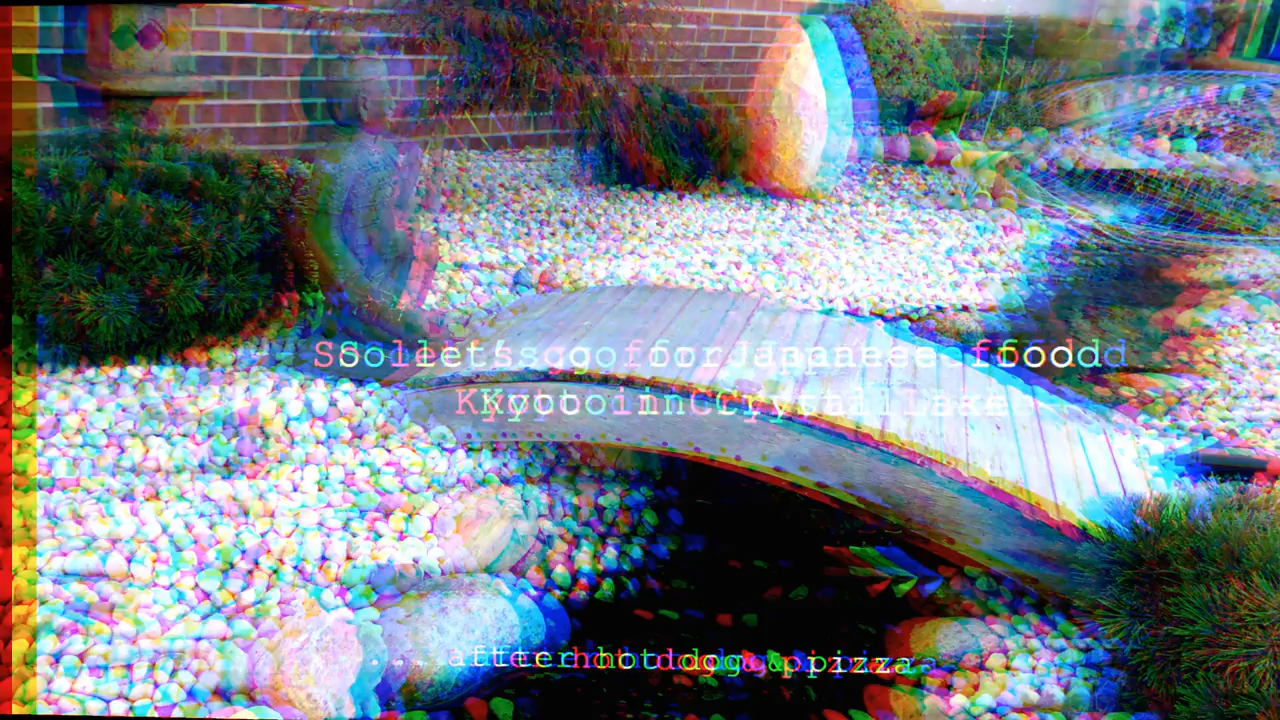 So let's go for Japanese food
Kyoto in Crystal Lake
... after hot dog & pizza.